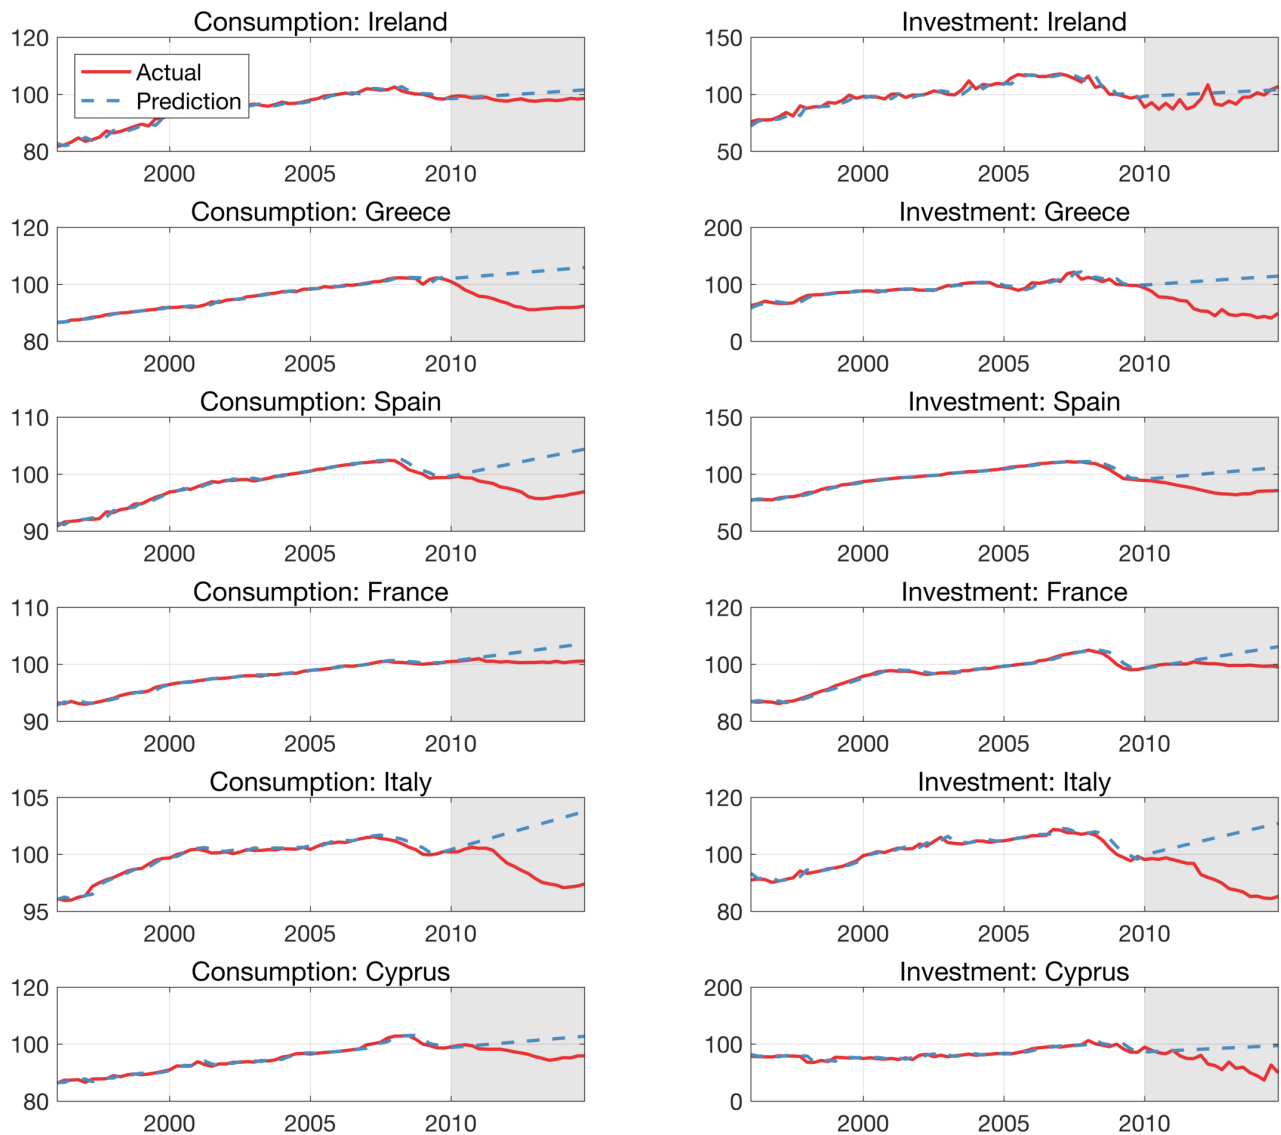 Consumption: Ireland
120
100
80
Actual
Prediction
2000 2005 2010
Investment: Ireland
150
100
50
2000 2005 2010
Consumption: Greece
120
100
80
2000 2005 2010
Investment: Greece
200
100
0
2000 2005 2010
Consumption: Spain
110
100
90
2000 2005 2010
Investment: Spain
150
100
50
2000 2005 2010
Consumption: France
110
100
90
2000 2005 2010
Investment: France
120
100
80
2000 2005 2010
Consumption: Italy
105
100
95
2000 2005 2010
Investment: Italy
120
100
80
2000 2005 2010
Consumption: Cyprus
120
100
80
2000 2005 2010
Investment: Cyprus
200
100
0
2000 2005 2010